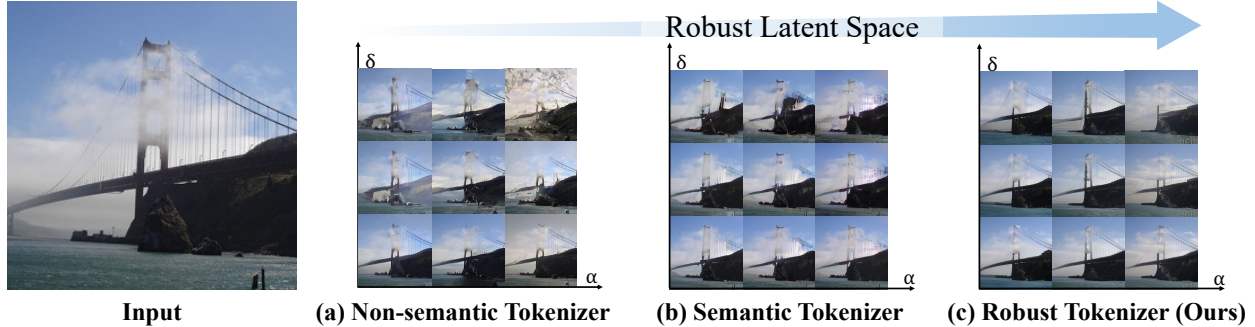 Robust Latent Space
δ
δ
δ
α
α
α
Input
(a) Non-semantic Tokenizer
(b) Semantic Tokenizer
(c) Robust Tokenizer (Ours)